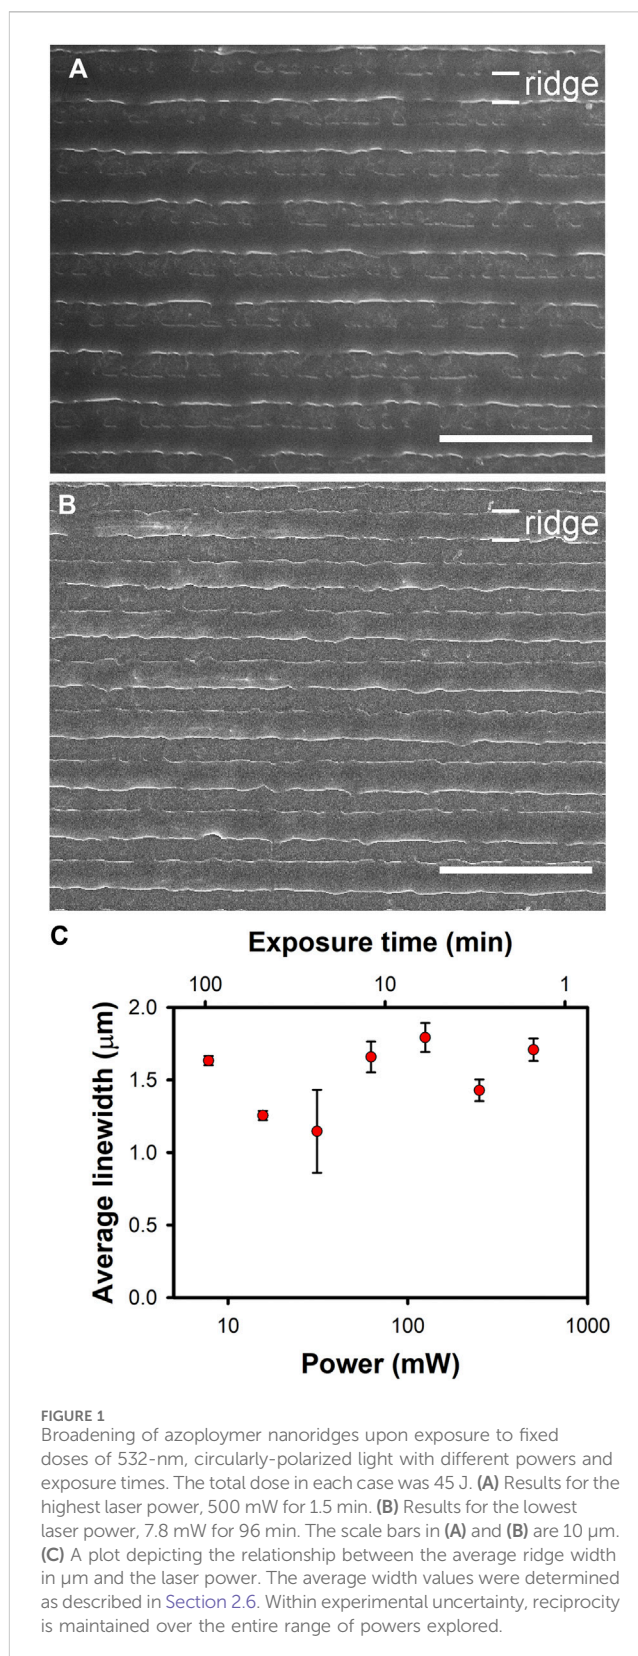 A
ridge
B
ridge
C
Exposure time (min)
100 10 1
2.0
1.5
1.0
0.5
0.0
Average linewidth (μm)
10 100 1000
Power (mW)
FIGURE 1
Broadening of azoploymer nanoridges upon exposure to fixed
doses of 532-nm, circularly-polarized light with different powers and
exposure times. The total dose in each case was 45 J. (A) Results for the
highest laser power, 500 mW for 1.5 min. (B) Results for the lowest
laser power, 7.8 mW for 96 min. The scale bars in (A) and (B) are 10 μm.
(C) A plot depicting the relationship between the average ridge width
in μm and the laser power. The average width values were determined
as described in Section 2.6. Within experimental uncertainty, reciprocity
is maintained over the entire range of powers explored.